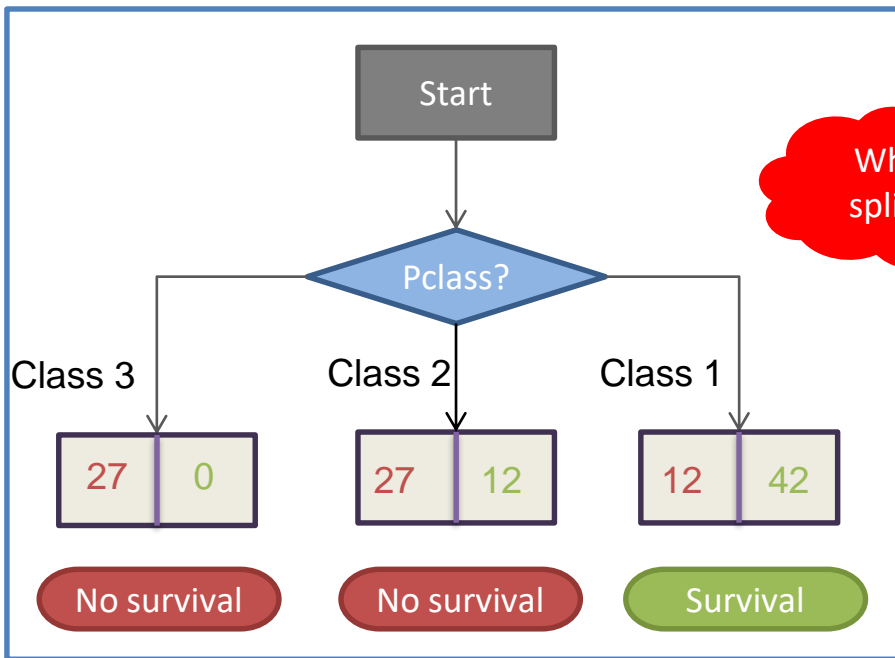 Start
Pclass?
Class 3
Class 2
Class 1
27 0
27 12
12 42
No survival
No survival
Survival